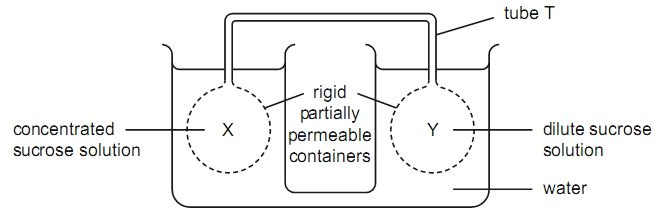 tube T
rigid
partially
permeable
containers
concentrated
sucrose solution
X
Y
dilute sucrose
solution
water